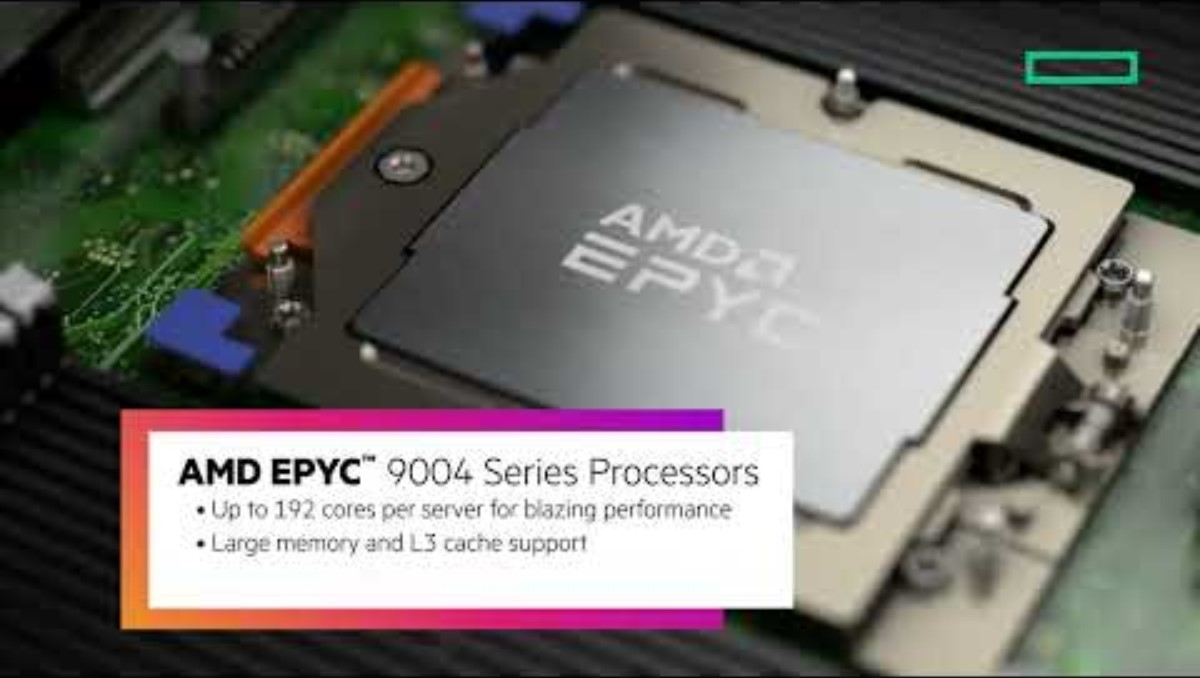 AMD
EPYC
AMD EPYC™ 9004 Series Processors
• Up to 192 cores per server for blazing performance
• Large memory and L3 cache support